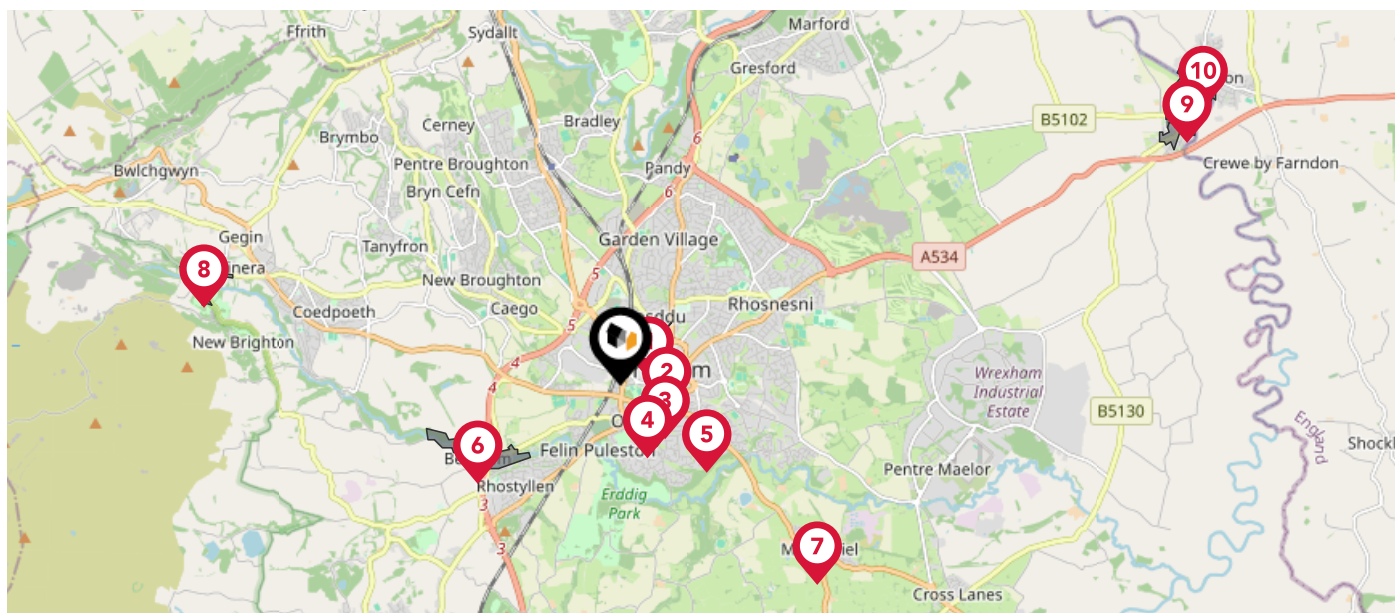 Ffrith
Sydallt
Marford
Gresford
10
9
B5102
Bradley
Cerney
Brymbo
6
Pentre Broughton
Pandy
Bwlchgwyn
Crewe by Farndon
Bryn Cefn
6
Gegin
Tanyfron
Garden Village
A534
8
5
New Broughton
Caego
Rhosnesni
Coedpoeth
5
New Brighton
4
2
Wrexham
Industrial
Estate
4
3
B5130
4
5
England
6
Felin Puleston
Pentre Maelor
Rhostyllen
3
Erddig
Park
3
7
Cross Lanes